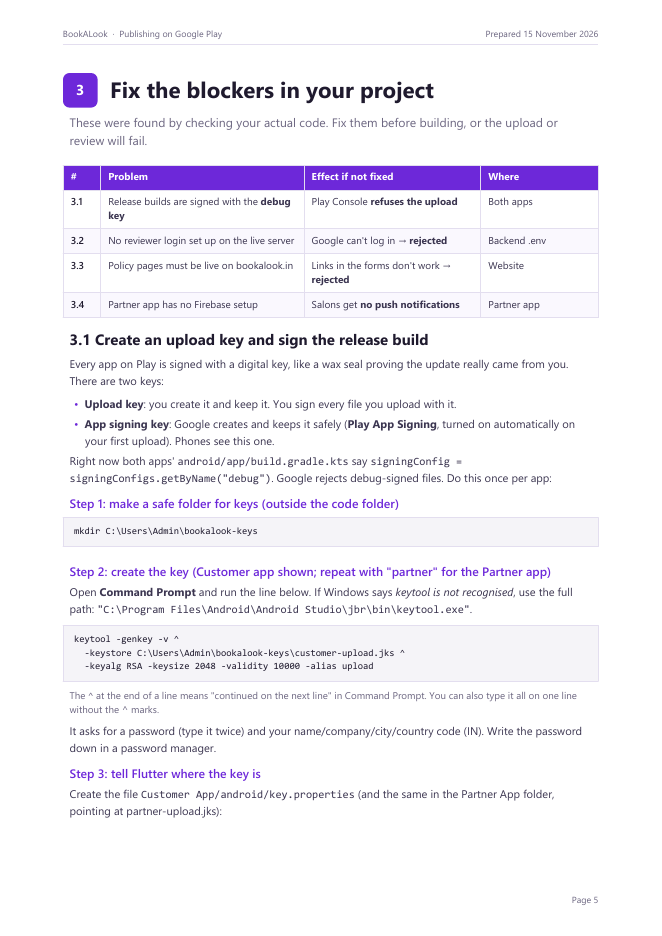 BookALook · Publishing on Google Play
Prepared 15 November 2026
3
Fix the blockers in your project
These were found by checking your actual code. Fix them before building, or the upload or
review will fail.
# Problem Effect if not fixed Where
3.1 Release builds are signed with the debug
key Play Console refuses the upload Both apps
3.2 No reviewer login set up on the live server Google can't log in → rejected Backend .env
3.3 Policy pages must be live on bookalook.in Links in the forms don't work →
rejected Website
3.4 Partner app has no Firebase setup Salons get no push notifications Partner app
3.1 Create an upload key and sign the release build
Every app on Play is signed with a digital key, like a wax seal proving the update really came from you.
There are two keys:
• Upload key: you create it and keep it. You sign every file you upload with it.
• App signing key: Google creates and keeps it safely (Play App Signing, turned on automatically on
your first upload). Phones see this one.
Right now both apps' android/app/build.gradle.kts say signingConfig =
signingConfigs.getByName("debug"). Google rejects debug-signed files. Do this once per app:
Step 1: make a safe folder for keys (outside the code folder)
mkdir C:\Users\Admin\bookalook-keys
Step 2: create the key (Customer app shown; repeat with "partner" for the Partner app)
Open Command Prompt and run the line below. If Windows says keytool is not recognised, use the full
path: "C:\Program Files\Android\Android Studio\jbr\bin\keytool.exe".
keytool -genkey -v ^
-keystore C:\Users\Admin\bookalook-keys\customer-upload.jks ^
-keyalg RSA -keysize 2048 -validity 10000 -alias upload
The ^ at the end of a line means "continued on the next line" in Command Prompt. You can also type it all on one line
without the ^ marks.
It asks for a password (type it twice) and your name/company/city/country code (IN). Write the password
down in a password manager.
Step 3: tell Flutter where the key is
Create the file Customer App/android/key.properties (and the same in the Partner App folder,
pointing at partner-upload.jks):
Page 5